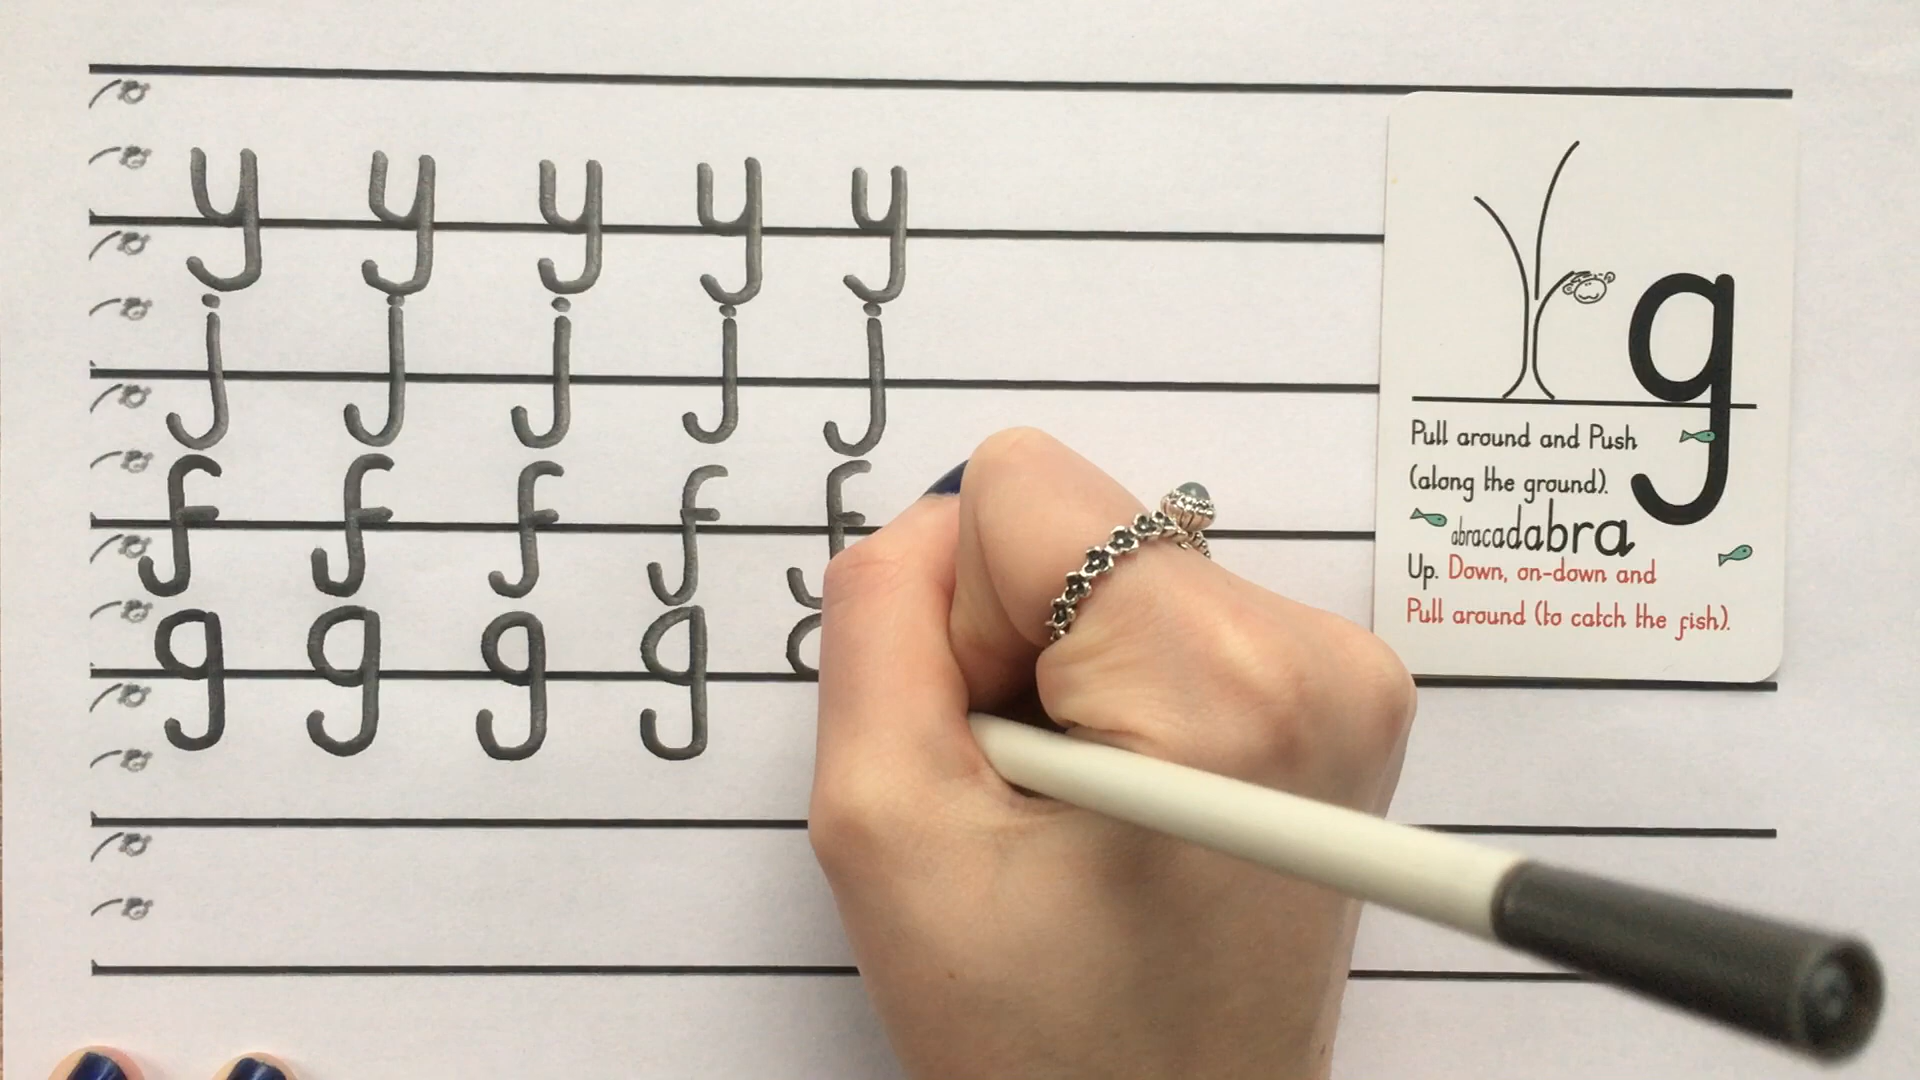 y y y y y
j j j j j
f f f f f
g g g g
g
Pull around and Push
(along the ground).
abracadabra
Up. Down, on-down and
Pull around (to catch the fish).